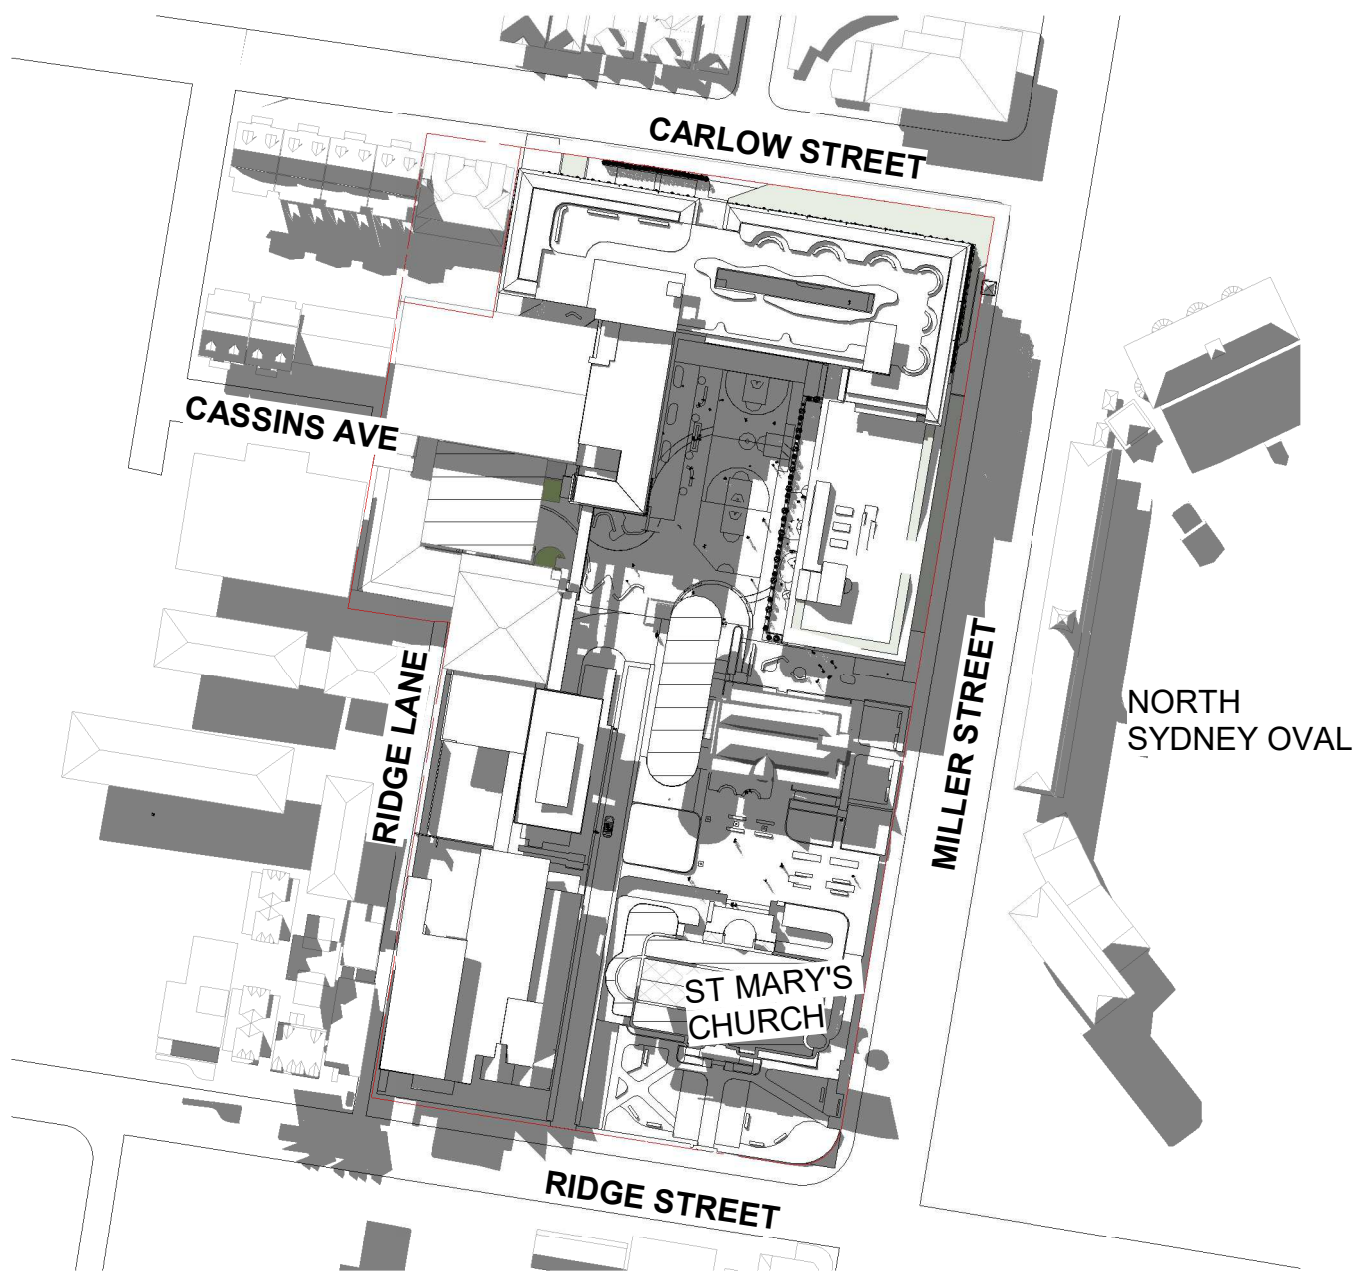 CARLOW STREET
CASSINS AVE
RIDGE LANE
MILLER STREET
NORTH
SYDNEY OVAL
ST MARY'S
CHURCH
RIDGE STREET